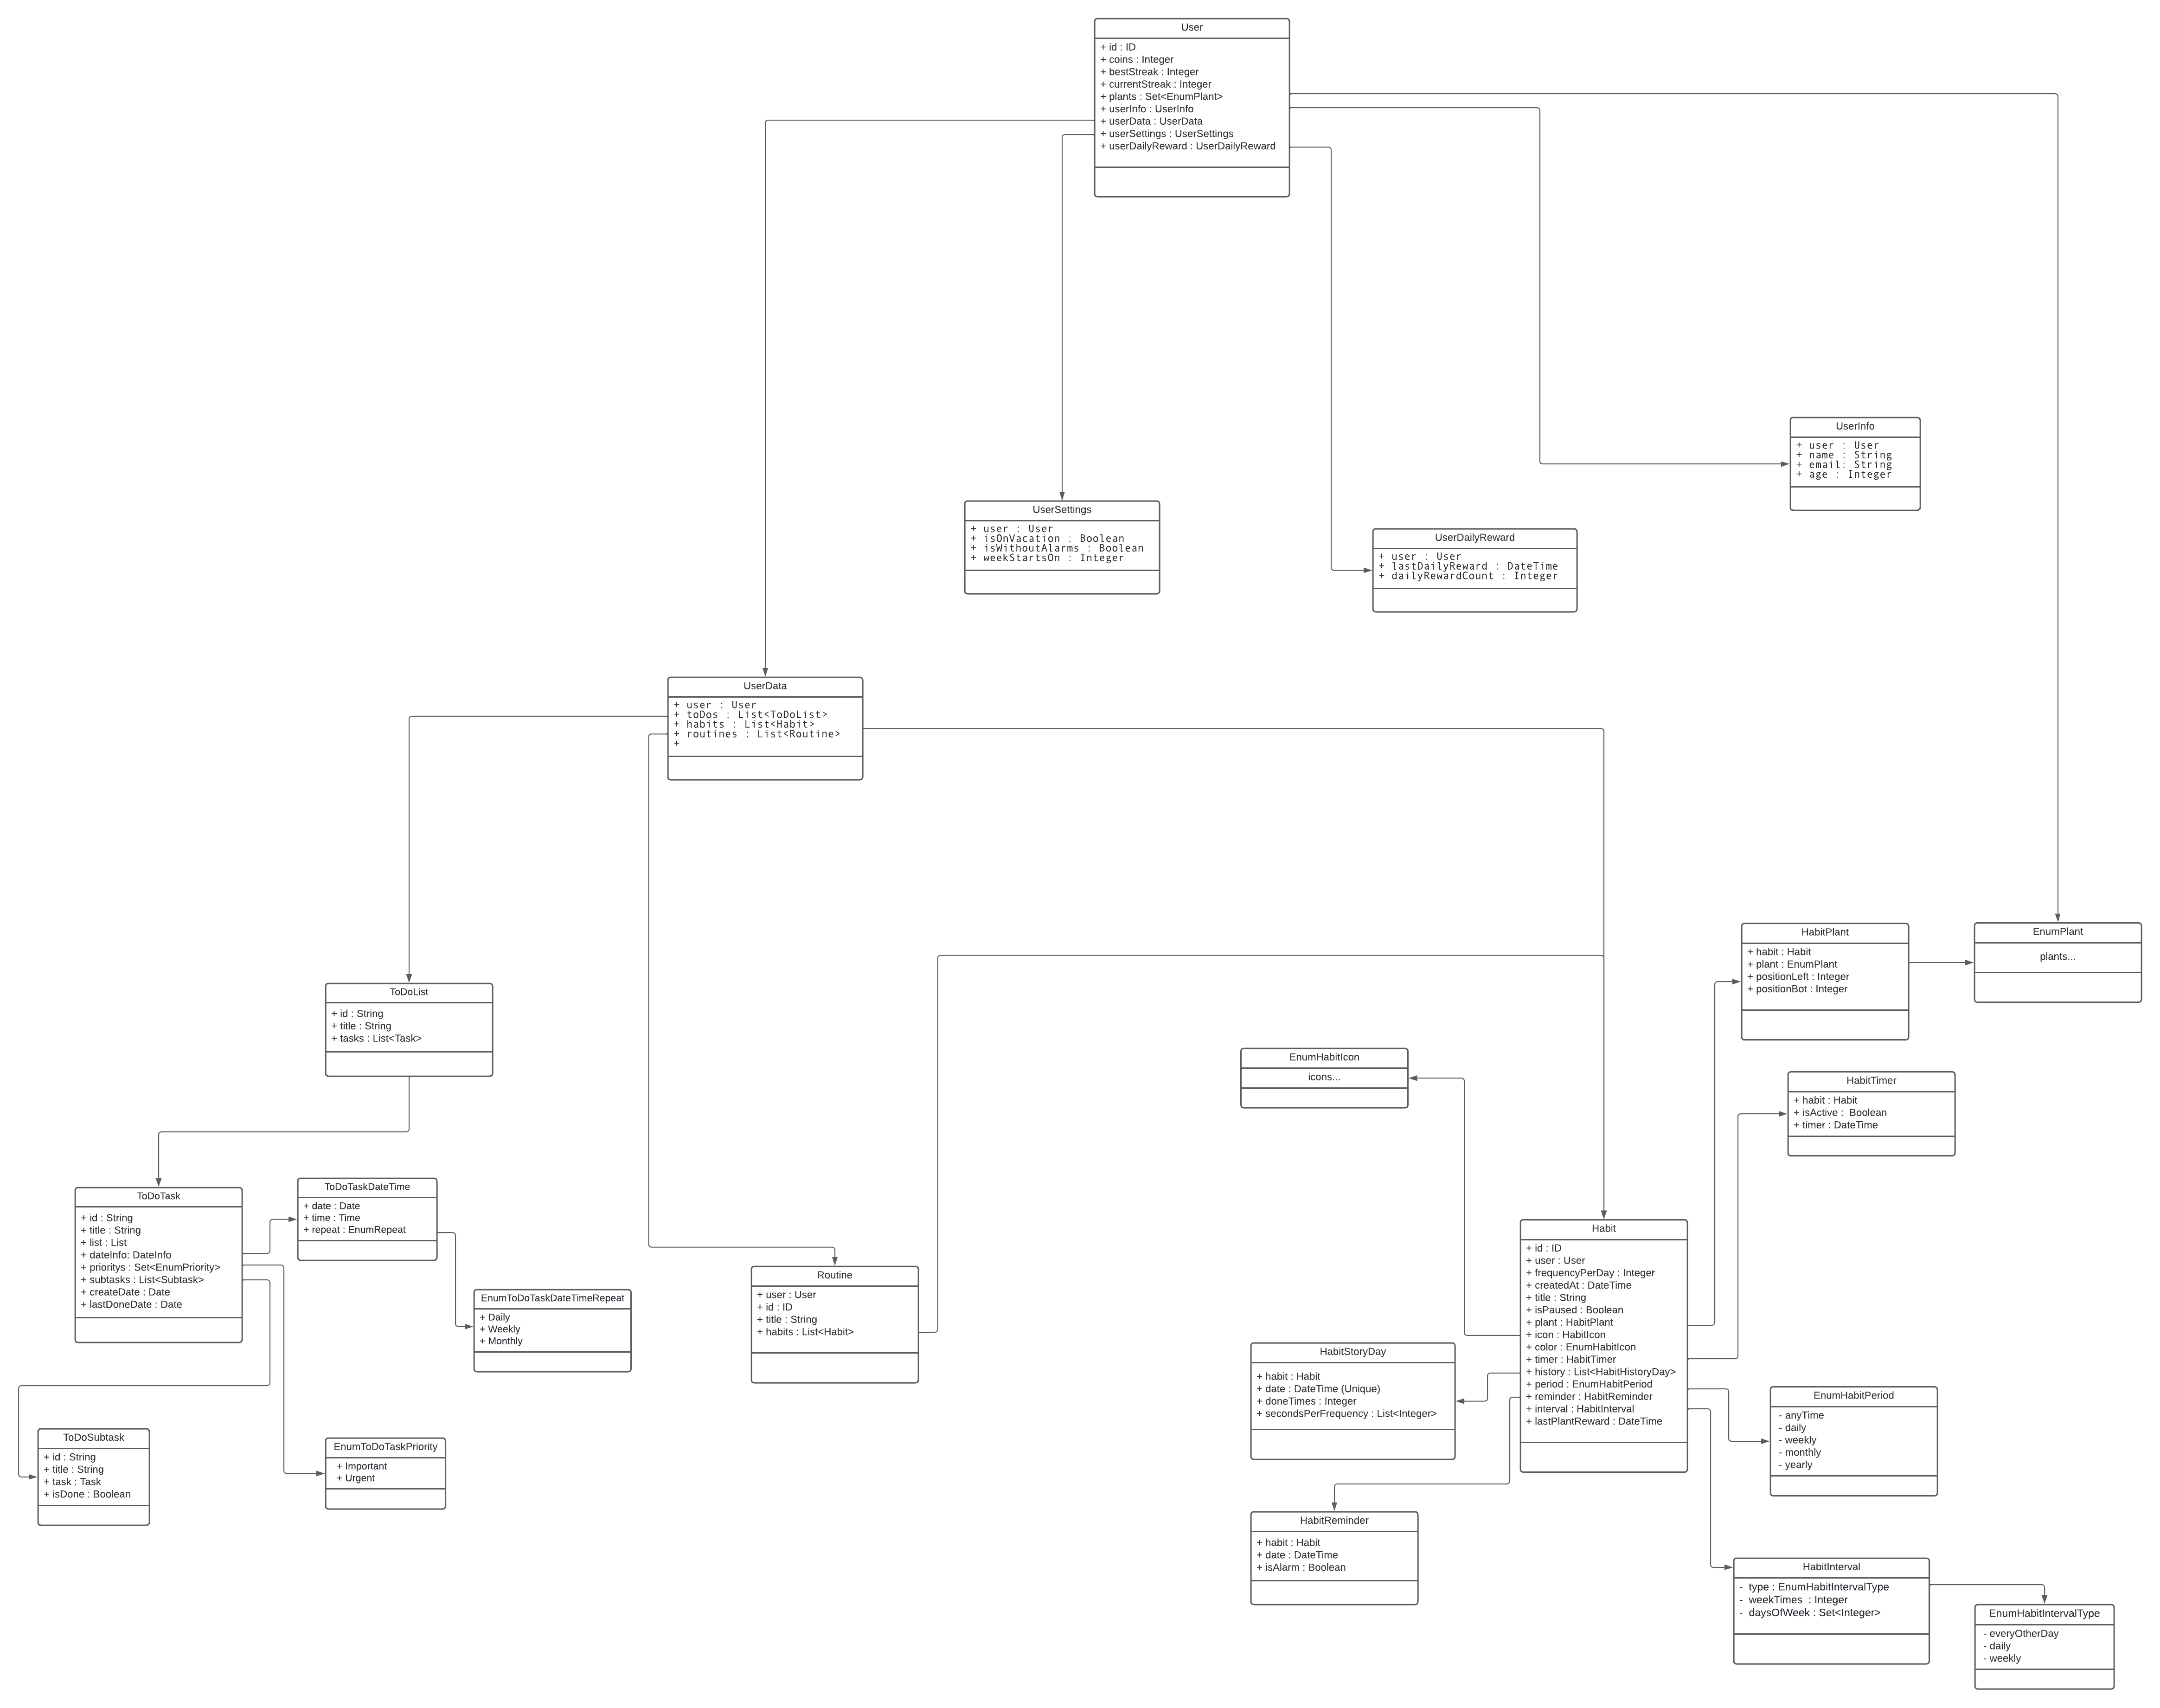 User
+ id : ID
+ coins : Integer
+ bestStreak : Integer
+ currentStreak : Integer
+ plants : Set<EnumPlant>
+ userInfo : UserInfo
+ userData : UserData
+ userSettings : UserSettings
+ userDailyReward : UserDailyReward
UserInfo
+ user : User
+ name : String
+ email: String
+ age : Integer
UserSettings
+ user : User
+ isOnVacation : Boolean
+ isWithoutAlarms : Boolean
+ weekStartsOn : Integer
UserDailyReward
+ user : User
+ lastDailyReward : DateTime
+ dailyRewardCount : Integer
UserData
+ user : User
+ toDos : List<ToDoList>
+ habits : List<Habit>
+ routines : List<Routine>
+
HabitPlant
+ habit : Habit
+ plant : EnumPlant
+ positionLeft : Integer
+ positionBot : Integer
EnumPlant
plants...
ToDoList
+ id : String
+ title : String
+ tasks : List<Task>
EnumHabitIcon
icons...
HabitTimer
+ habit : Habit
+ isActive :  Boolean
+ timer : DateTime
ToDoTask
+ id : String
+ title : String
+ list : List
+ dateInfo: DateInfo
+ prioritys : Set<EnumPriority>
+ subtasks : List<Subtask>
+ createDate : Date
+ lastDoneDate : Date
ToDoTaskDateTime
+ date : Date
+ time : Time
+ repeat : EnumRepeat
EnumToDoTaskDateTimeRepeat
+ Daily
+ Weekly
+ Monthly
Routine
+ user : User
+ id : ID
+ title : String
+ habits : List<Habit>
Habit
+ id : ID
+ user : User
+ frequencyPerDay : Integer
+ createdAt : DateTime
+ title : String
+ isPaused : Boolean
+ plant : HabitPlant
+ icon : HabitIcon
+ color : EnumHabitIcon
+ timer : HabitTimer
+ history : List<HabitHistoryDay>
+ period : EnumHabitPeriod
+ reminder : HabitReminder
+ interval : HabitInterval
+ lastPlantReward : DateTime
HabitStoryDay
+ habit : Habit
+ date : DateTime (Unique)
+ doneTimes : Integer
+ secondsPerFrequency : List<Integer>
EnumHabitPeriod
- anyTime
- daily
- weekly
- monthly
- yearly
ToDoSubtask
+ id : String
+ title : String
+ task : Task
+ isDone : Boolean
EnumToDoTaskPriority
+ Important
+ Urgent
HabitReminder
+ habit : Habit
+ date : DateTime
+ isAlarm : Boolean
HabitInterval
-  type : EnumHabitIntervalType
-  weekTimes  : Integer
-  daysOfWeek : Set<Integer>
EnumHabitIntervalType
- everyOtherDay
- daily
- weekly